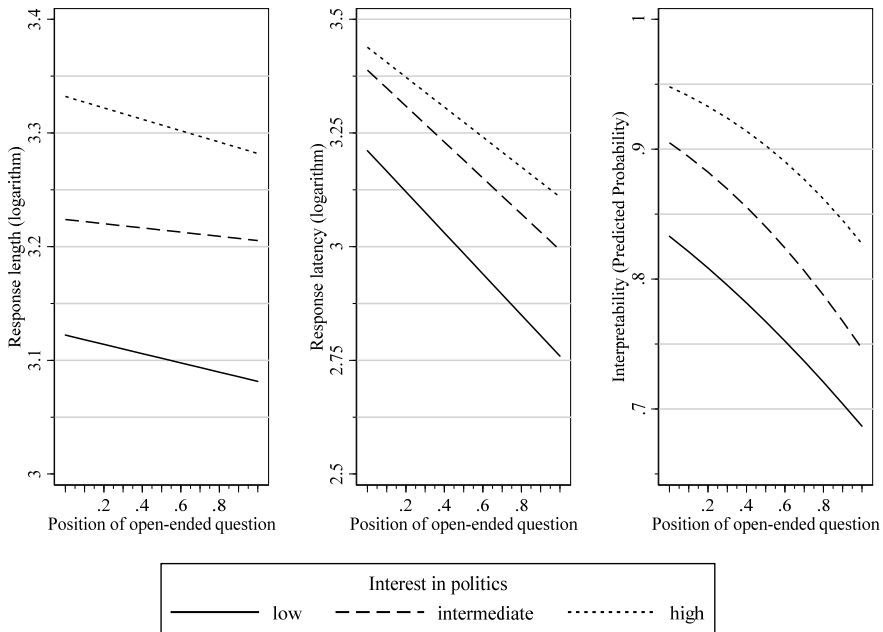 Response length (logarithm)
3.4
3.3
3.2
3.1
3
.2 .4 .6 .8
Position of open-ended question
Response latency (logarithm)
3.5
3.25
3
2.75
2.5
.2 .4 .6 .8
Position of open-ended question
Interpretability (Predicted Probability)
1
.9
.8
.7
.2 .4 .6 .8
Position of open-ended question
Interest in politics
low intermediate high